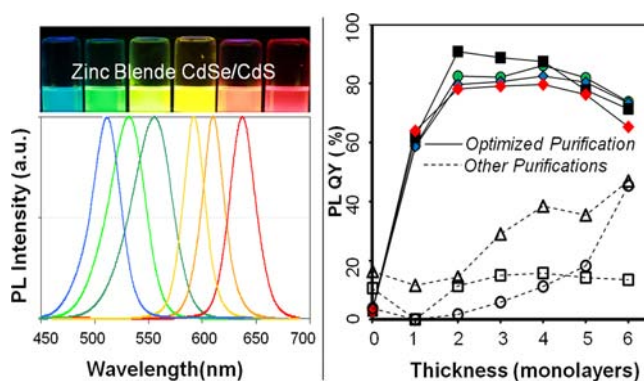 Zinc Blende CdSe/CdS
PL Intensity (a.u.)
450 500 550 600 650 700
Wavelength(nm)
PL QY ( %)
100
80
60
40
20
0
Optimized Purification
Other Purifications
0 1 2 3 4 5 6
Thickness (monolayers)